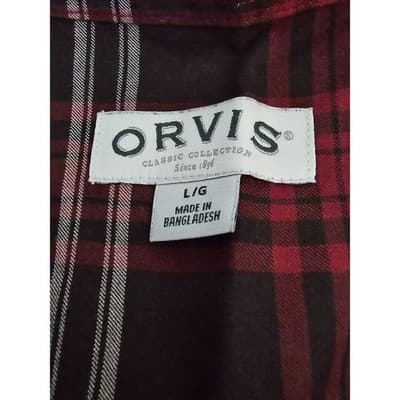 ORVIS®
CLASSIC COLLECTION
Since 1856
L/G
MADE IN
BANGLADESH